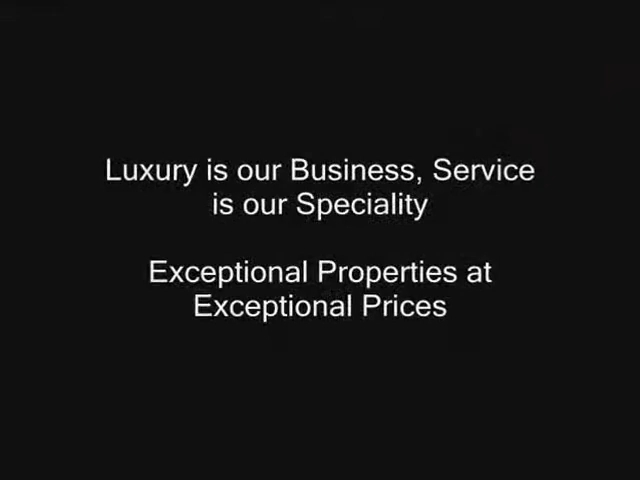 Luxury is our Business, Service
is our Speciality
Exceptional Properties at
Exceptional Prices